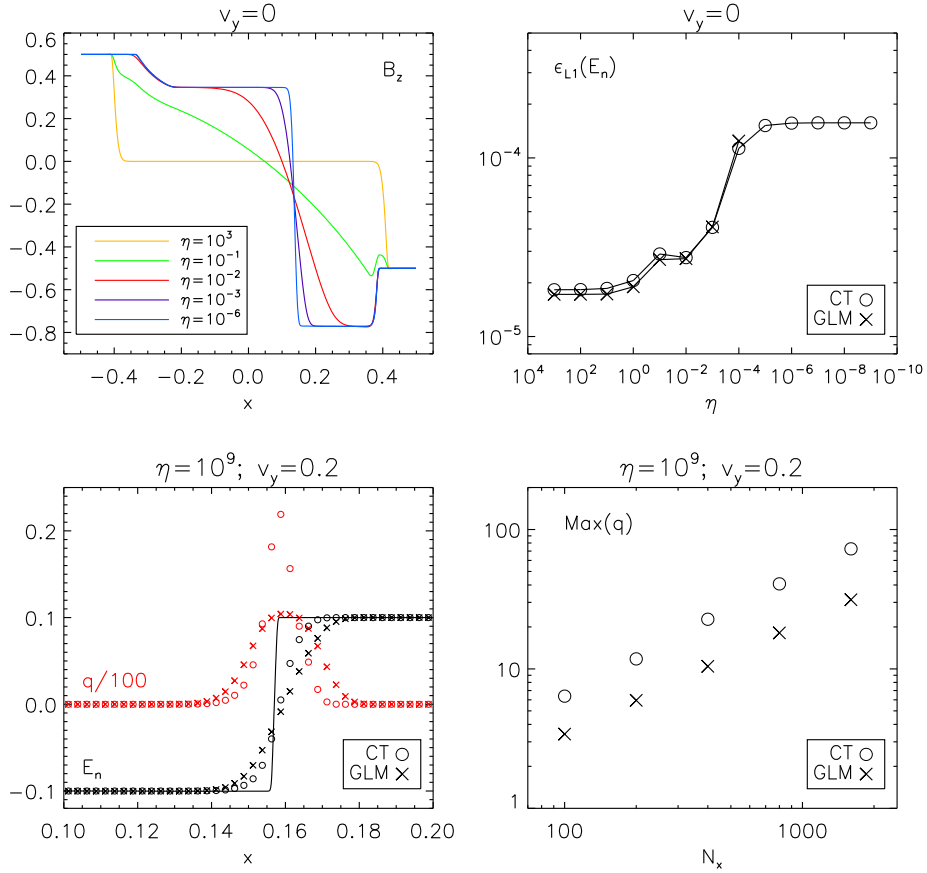 v_y=0
0.6
0.4
0.2
0.0
−0.2
−0.4
−0.6
−0.8
B_z
η=10^3
η=10^−1
η=10^−2
η=10^−3
η=10^−6
−0.4 −0.2 0.0 0.2 0.4
x
v_y=0
ϵ_L1(E_n)
10^−4
10^−5
CT
GLM
10^4 10^2 10^0 10^−2 10^−4 10^−6 10^−8 10^−10
η
η=10^9; v_y=0.2
0.2
0.1
0.0
−0.1
q/100
E_n
CT
GLM
0.10 0.12 0.14 0.16 0.18 0.20
x
η=10^9; v_y=0.2
Max(q)
100
10
1
CT
GLM
100 1000
N_x